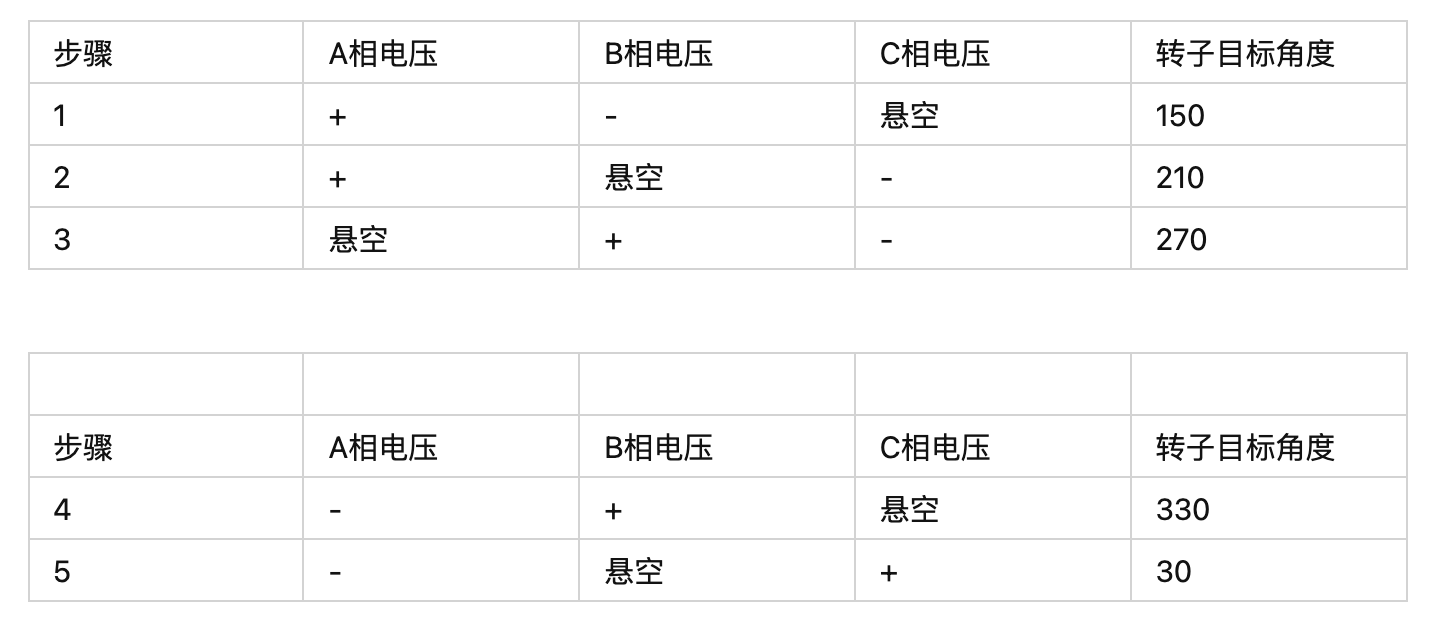 步骤 A相电压 B相电压 C相电压 转子目标角度
1 + - 悬空 150
2 + 悬空 - 210
3 悬空 + - 270
步骤 A相电压 B相电压 C相电压 转子目标角度
4 - + 悬空 330
5 - 悬空 + 30